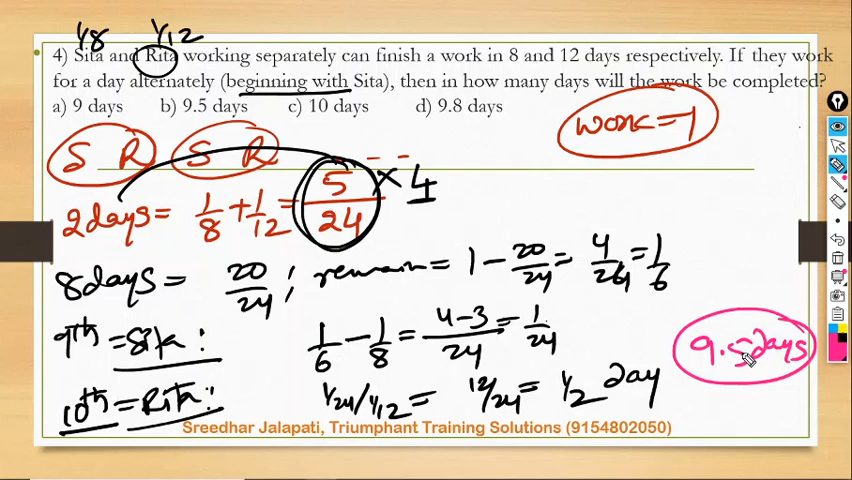 1/8 1/12
• 4) Sita and Rita working separately can finish a work in 8 and 12 days respectively. If they work
for a day alternately (beginning with Sita), then in how many days will the work be completed?
a) 9 days b) 9.5 days c) 10 days d) 9.8 days
work=1
S R S R
2days= 1/8+1/12= 5/24 ×4
8days= 20/24; remain= 1-20/24= 4/24=1/6
9th=Sita: 1/6-1/8= 4-3/24=1/24
9.5days
10th=Rita: 1/24/1/12= 12/24= 1/2 day
Sreedhar Jalapati, Triumphant Training Solutions (9154802050)